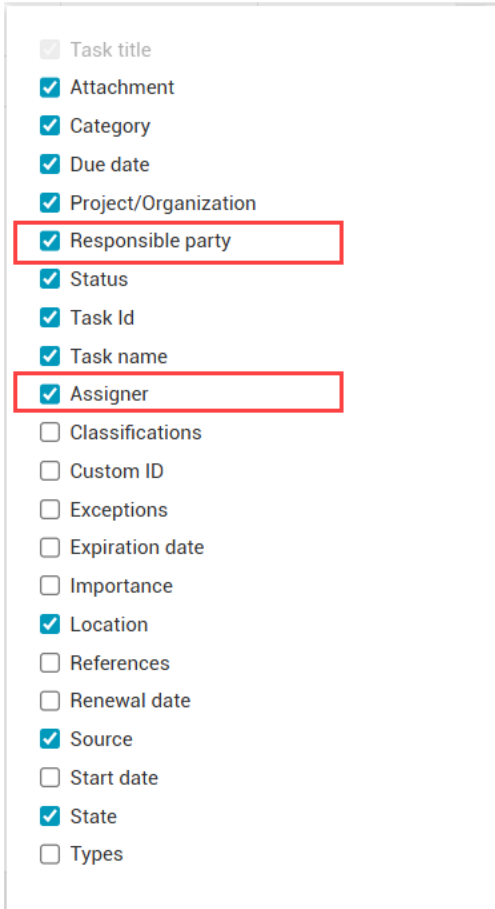 Task title
Attachment
Category
Due date
Project/Organization
Responsible party
Status
Task Id
Task name
Assigner
Classifications
Custom ID
Exceptions
Expiration date
Importance
Location
References
Renewal date
Source
Start date
State
Types